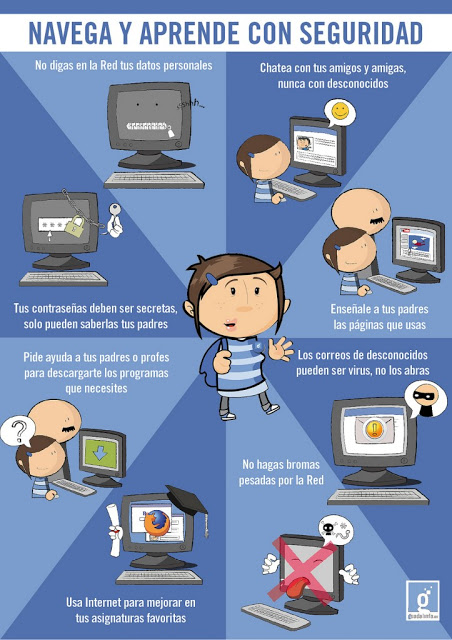 NAVEGA Y APRENDE CON SEGURIDAD
No digas en la Red tus datos personales
Chatea con tus amigos y amigas,
nunca con desconocidos
Tus contraseñas deben ser secretas,
solo pueden saberlas tus padres
Enseñale a tus padres
las páginas que usas
Pide ayuda a tus padres o profes
para descargarte los programas
que necesites
Los correos de desconocidos
pueden ser virus, no los abras
?
!
No hagas bromas
pesadas por la Red
Usa Internet para mejorar en
tus asignaturas favoritas
g